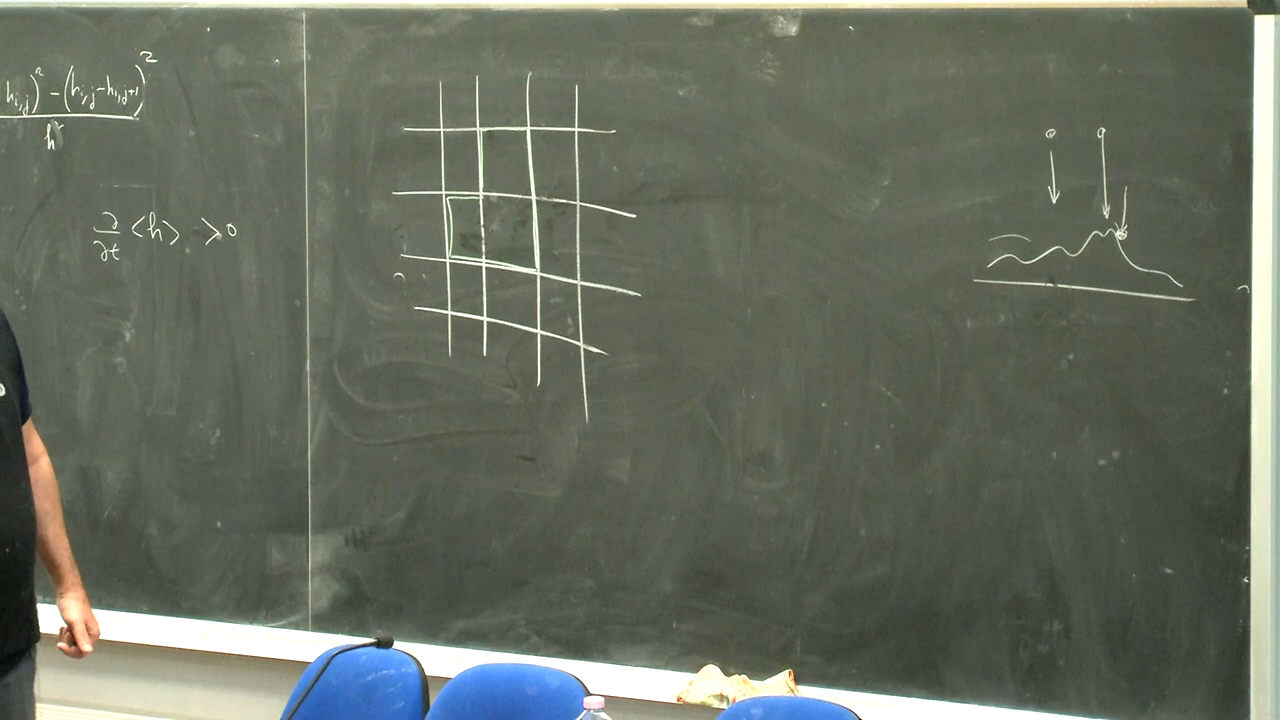 h_{i,j})^2 - (h_{i,j} - h_{i,j+1})^2
h^2
∂/∂t <h> >0